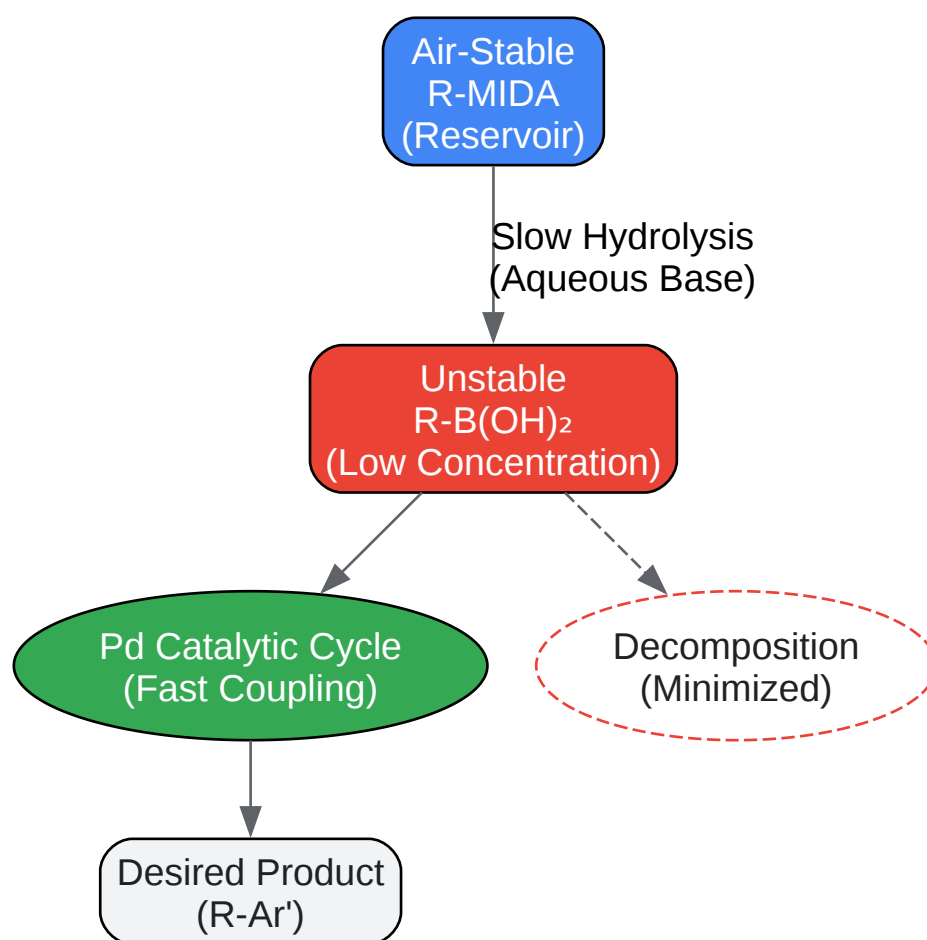 Air-Stable
R-MIDA
(Reservoir)
Slow Hydrolysis
(Aqueous Base)
Unstable
R-B(OH)₂
(Low Concentration)
Pd Catalytic Cycle
(Fast Coupling)
Decomposition
(Minimized)
Desired Product
(R-Ar')